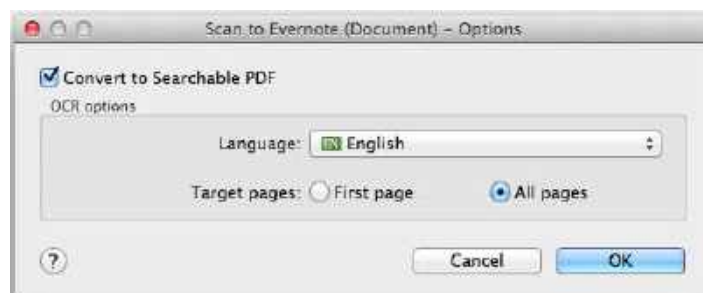 Scan to Evernote (Document) – Options
Convert to Searchable PDF
OCR options
Language: EN English
Target pages: First page All pages
? Cancel OK